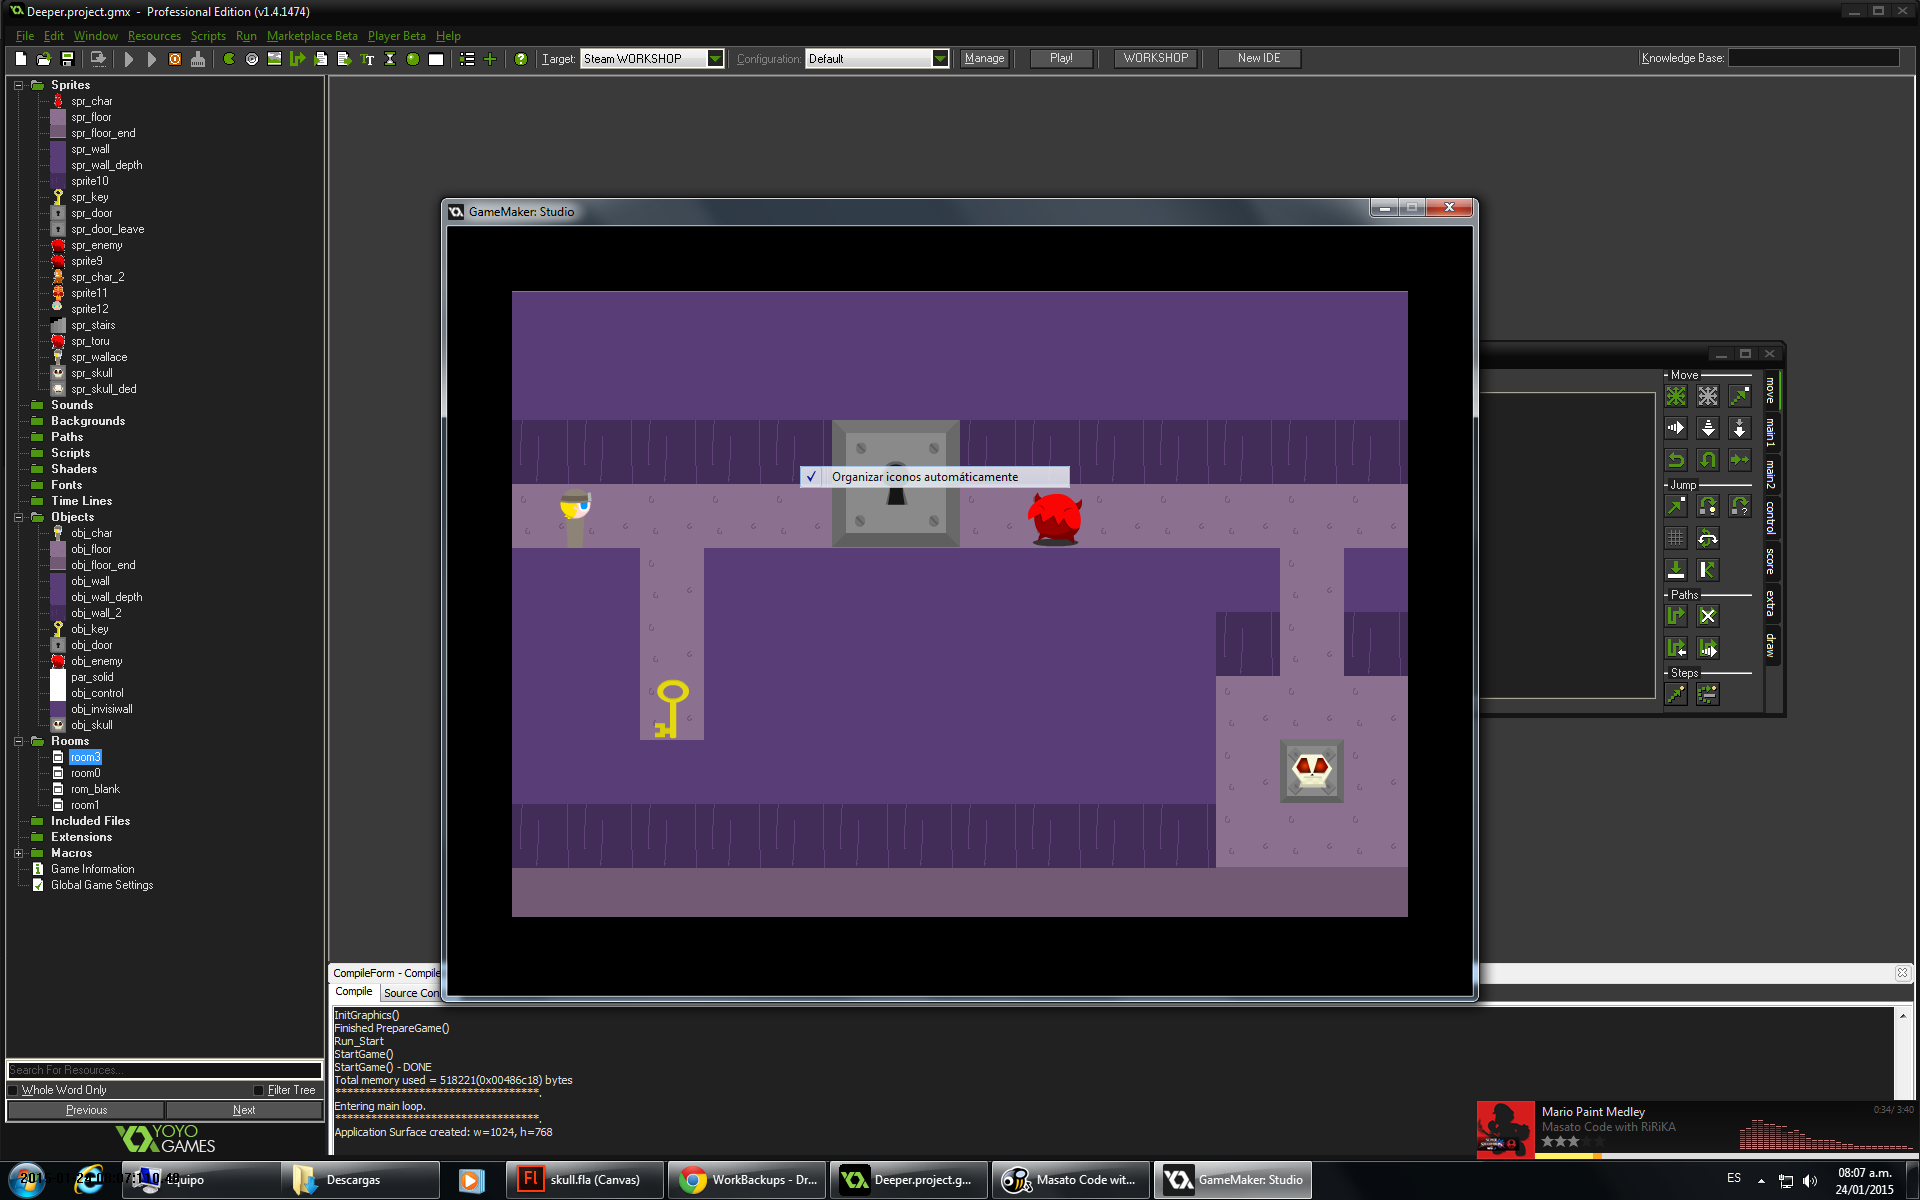 Deeper.project.gmx - Professional Edition (v1.4.1474)
File Edit Window Resources Scripts Run Marketplace Beta Player Beta Help
Target: Steam WORKSHOP Configuration: Default Manage Play! WORKSHOP New IDE Knowledge Base:
Sprites
spr_char
spr_floor
spr_floor_end
spr_wall
spr_wall_depth
sprite10
spr_key
spr_door
spr_door_leave
spr_enemy
sprite9
spr_char_2
sprite11
sprite12
spr_stairs
spr_toru
spr_wallace
spr_skull
spr_skull_ded
Sounds
Backgrounds
Paths
Scripts
Shaders
Fonts
Time Lines
Objects
obj_char
obj_floor
obj_floor_end
obj_wall
obj_wall_depth
obj_wall_2
obj_key
obj_door
obj_enemy
par_solid
obj_control
obj_invisiwall
obj_skull
Rooms
room3
room0
rom_blank
room1
Included Files
Extensions
Macros
Game Information
Global Game Settings
Search For Resources...
Whole Word Only Filter Tree
Previous Next
YOYO GAMES
GameMaker: Studio
Organizar iconos automáticamente
Move
Jump
Paths
Steps
move
main1
main2
control
score
extra
draw
CompileForm - Compile
Compile Source Con
InitGraphics()
Finished PrepareGame()
Run_Start
StartGame()
StartGame() - DONE
Total memory used = 518221(0x00486c18) bytes
***********************************.
Entering main loop.
***********************************.
Application Surface created: w=1024, h=768
Mario Paint Medley 0:34/ 3:40
Masato Code with RiRiKA
Equipo
Descargas
skull.fla (Canvas)
WorkBackups - Dr...
Deeper.project.g...
Masato Code wit...
GameMaker: Studio
ES
08:07 a.m.
24/01/2015